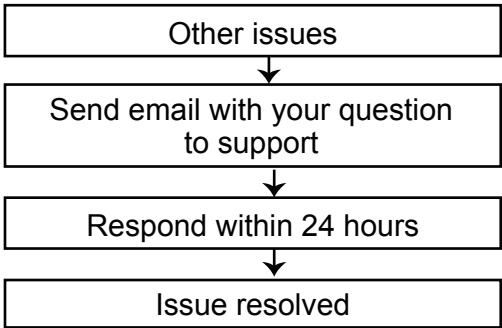 Other issues
Send email with your question
to support
Respond within 24 hours
Issue resolved